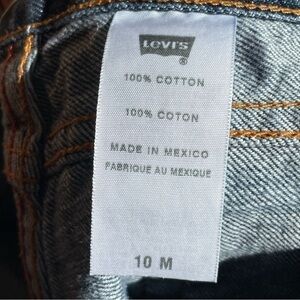 LEVI'S
®
100% COTTON
100% COTON
MADE IN MEXICO
FABRIQUE AU MEXIQUE
10 M